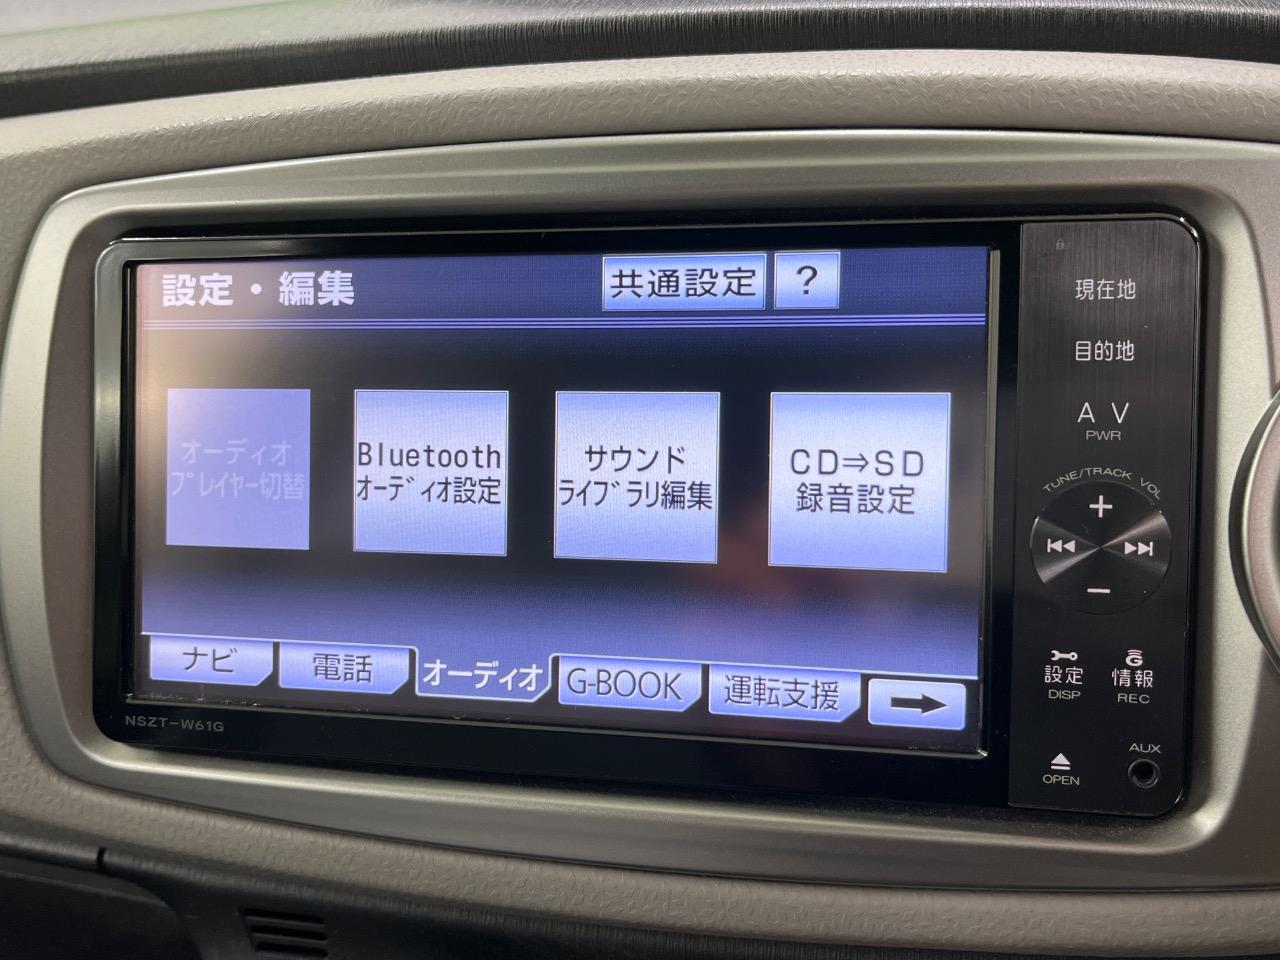 設定・編集
共通設定
?
オーディオ
プレイヤー切替
Bluetooth
オーディオ設定
サウンド
ライブラリ編集
CD⇒SD
録音設定
ナビ
電話
オーディオ
G-BOOK
運転支援
NSZT-W61G
現在地
目的地
AV
PWR
TUNE/TRACK VOL
設定
DISP
情報
REC
OPEN
AUX